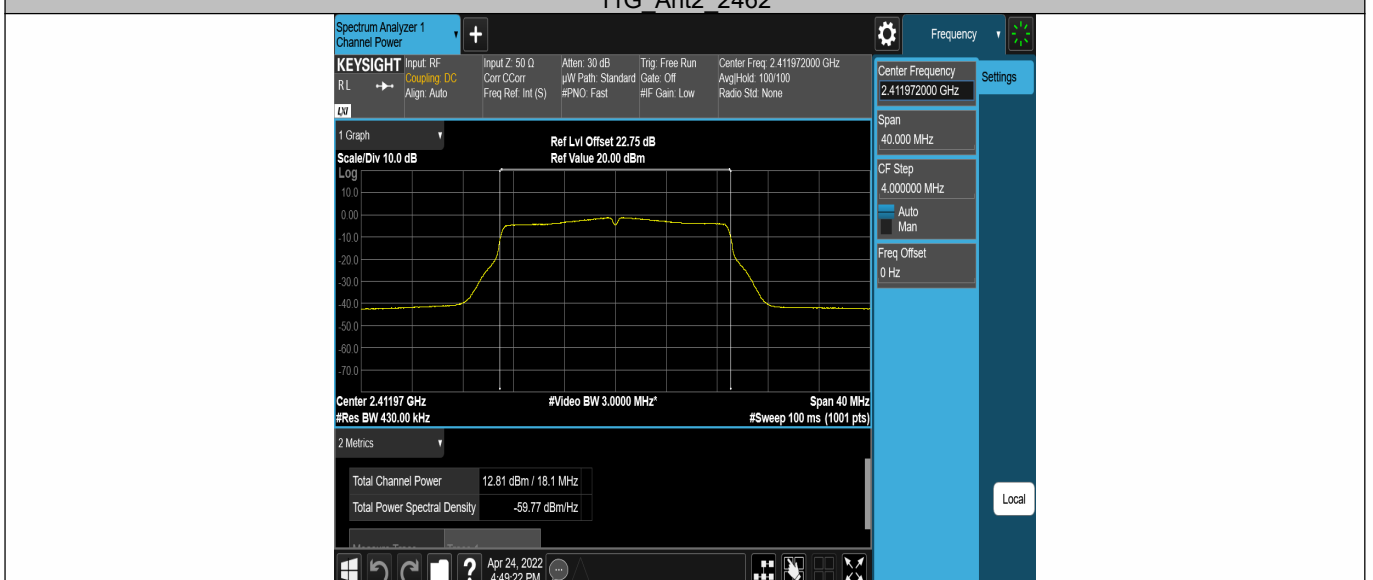 11G_Ant2_2462
Spectrum Analyzer 1
Channel Power
+
Frequency
KEYSIGHT
RL
LXI
Input: RF
Coupling: DC
Align: Auto
Input Z: 50 Ω
Corr CCorr
Freq Ref: Int (S)
Atten: 30 dB
µW Path: Standard
#PNO: Fast
Trig: Free Run
Gate: Off
#IF Gain: Low
Center Freq: 2.411972000 GHz
Avg|Hold: 100/100
Radio Std: None
Center Frequency
2.411972000 GHz
Settings
Span
40.000 MHz
CF Step
4.000000 MHz
Auto
Man
Freq Offset
0 Hz
1 Graph
Scale/Div 10.0 dB
Ref Lvl Offset 22.75 dB
Ref Value 20.00 dBm
Log
10.0
0.00
-10.0
-20.0
-30.0
-40.0
-50.0
-60.0
-70.0
Center 2.41197 GHz
#Video BW 3.0000 MHz*
Span 40 MHz
#Res BW 430.00 kHz
#Sweep 100 ms (1001 pts)
2 Metrics
Total Channel Power 12.81 dBm / 18.1 MHz
Total Power Spectral Density -59.77 dBm/Hz
Local
?
Apr 24, 2022
4:49:22 PM